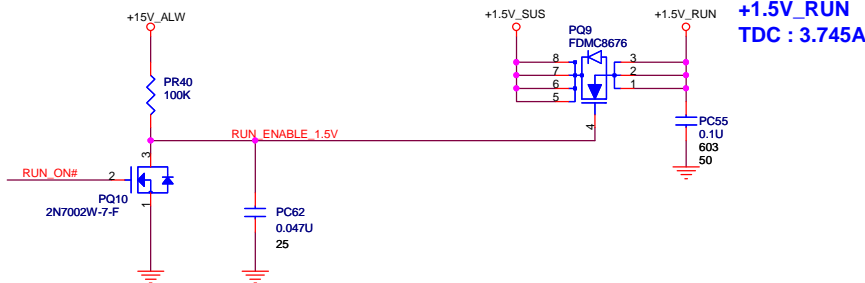 +1.5V_RUN
TDC : 3.745A
+15V_ALW
+1.5V_SUS
+1.5V_RUN
PQ9
FDMC8676
8
7
6
5
3
2
1
4
PR40
100K
RUN_ENABLE_1.5V
PC55
0.1U
603
50
RUN_ON#
2
3
1
PQ10
2N7002W-7-F
PC62
0.047U
25